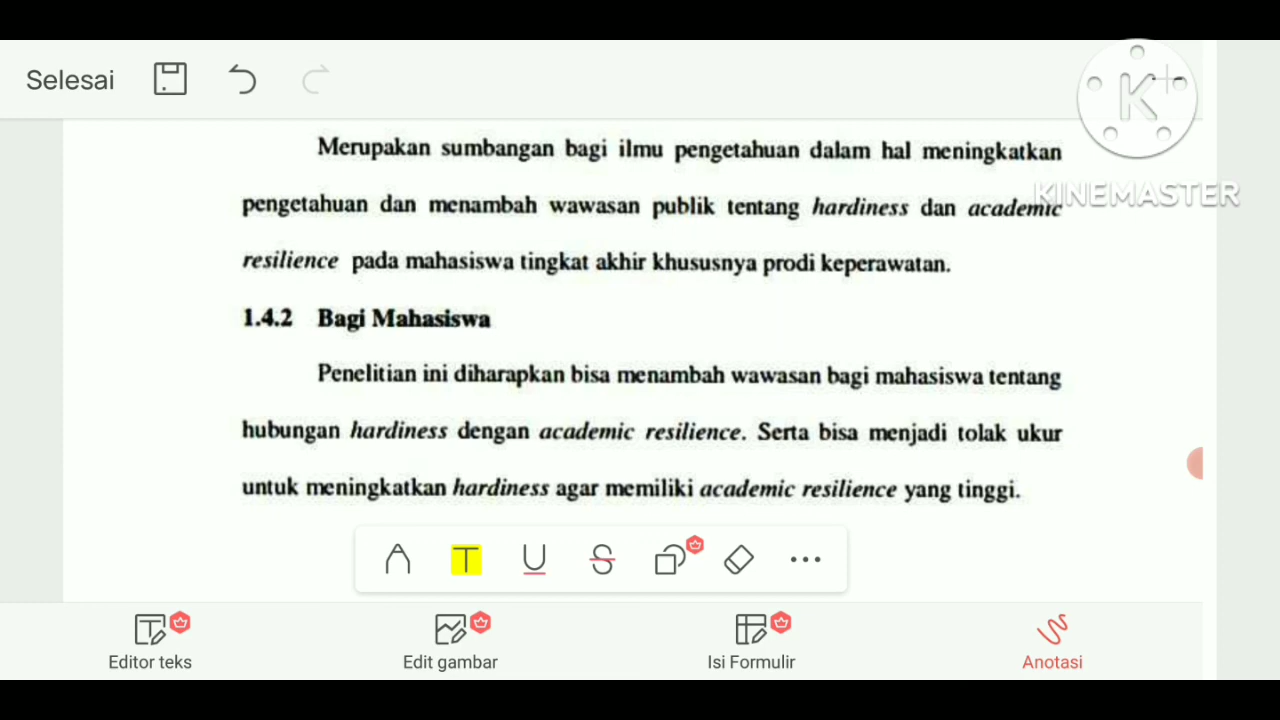 Selesai
K
KINEMASTER
Merupakan sumbangan bagi ilmu pengetahuan dalam hal meningkatkan
pengetahuan dan menambah wawasan publik tentang hardiness dan academic
resilience pada mahasiswa tingkat akhir khususnya prodi keperawatan.
1.4.2 Bagi Mahasiswa
Penelitian ini diharapkan bisa menambah wawasan bagi mahasiswa tentang
hubungan hardiness dengan academic resilience. Serta bisa menjadi tolak ukur
untuk meningkatkan hardiness agar memiliki academic resilience yang tinggi.
T U S
Editor teks Edit gambar Isi Formulir Anotasi